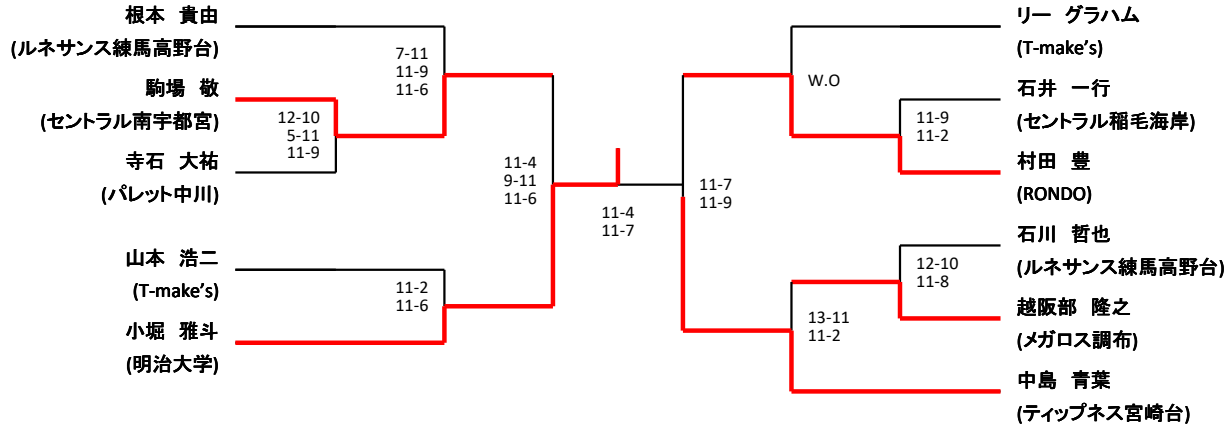 根本 貴由
(ルネサンス練馬高野台)
駒場 敬
(セントラル南宇都宮)
寺石 大祐
(パレット中川)
山本 浩二
(T-make's)
小堀 雅斗
(明治大学)
7-11
11-9
11-6
12-10
5-11
11-9
11-2
11-6
11-4
9-11
11-6
11-4
11-7
11-7
11-9
W.O
11-9
11-2
12-10
11-8
13-11
11-2
リー グラハム
(T-make's)
石井 一行
(セントラル稲毛海岸)
村田 豊
(RONDO)
石川 哲也
(ルネサンス練馬高野台)
越阪部 隆之
(メガロス調布)
中島 青葉
(ティップネス宮崎台)